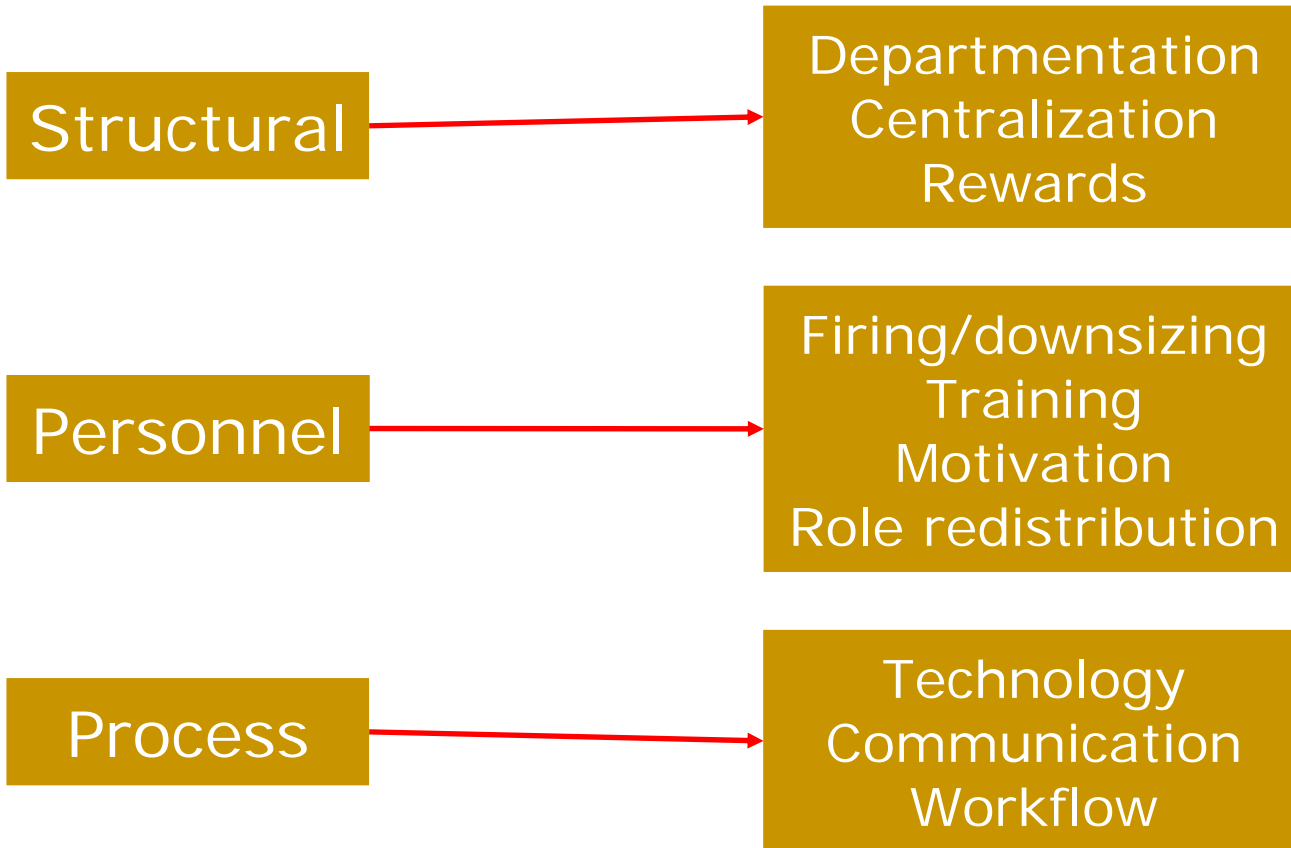 Structural
Departmentation
Centralization
Rewards
Personnel
Firing/downsizing
Training
Motivation
Role redistribution
Process
Technology
Communication
Workflow